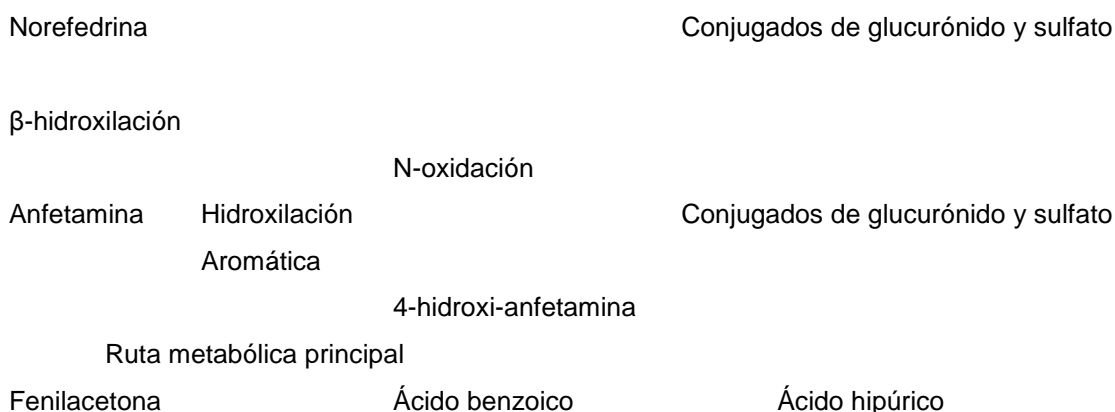 Norefedrina Conjugados de glucurónido y sulfato
β-hidroxilación
N-oxidación
Anfetamina Hidroxilación Conjugados de glucurónido y sulfato
Aromática
4-hidroxi-anfetamina
Ruta metabólica principal
Fenilacetona Ácido benzoico Ácido hipúrico